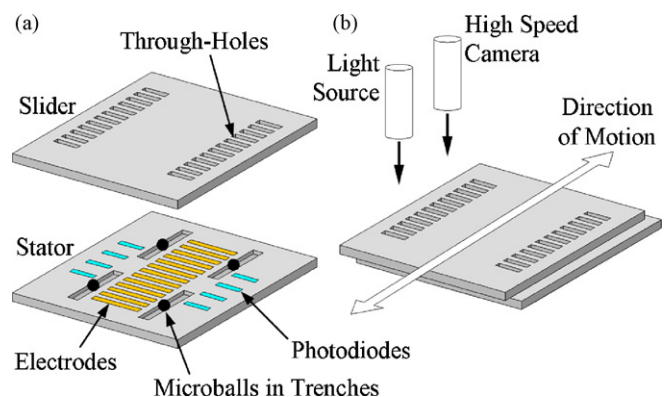 (a)
Through-Holes
Slider
Stator
Electrodes
Photodiodes
Microballs in Trenches
(b)
High Speed
Camera
Light
Source
Direction
of Motion